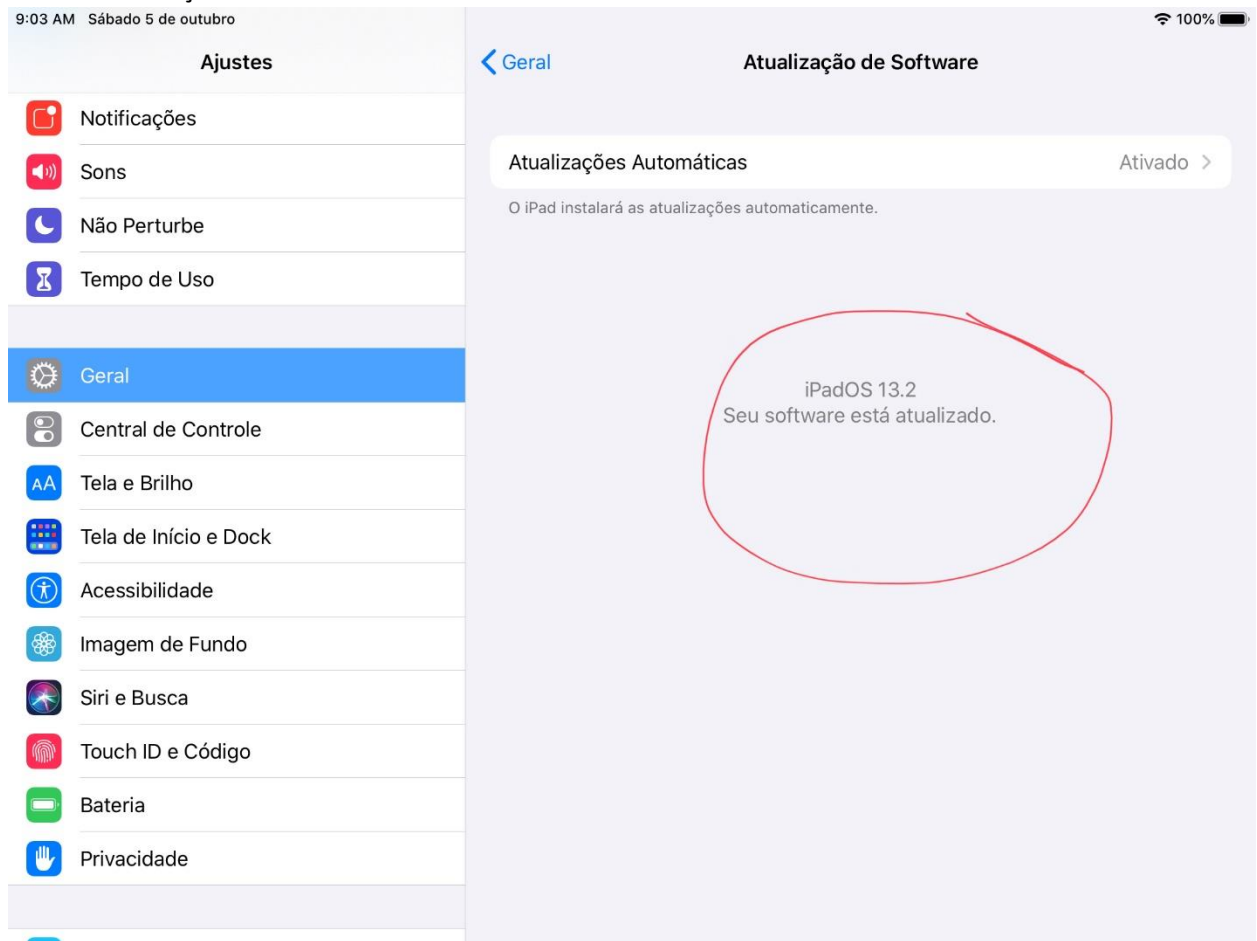 9:03 AM Sábado 5 de outubro
100%
Ajustes
Notificações
Sons
Não Perturbe
Tempo de Uso
Geral
Central de Controle
AA Tela e Brilho
Tela de Início e Dock
Acessibilidade
Imagem de Fundo
Siri e Busca
Touch ID e Código
Bateria
Privacidade
Geral
Atualização de Software
Atualizações Automáticas Ativado
O iPad instalará as atualizações automaticamente.
iPadOS 13.2
Seu software está atualizado.